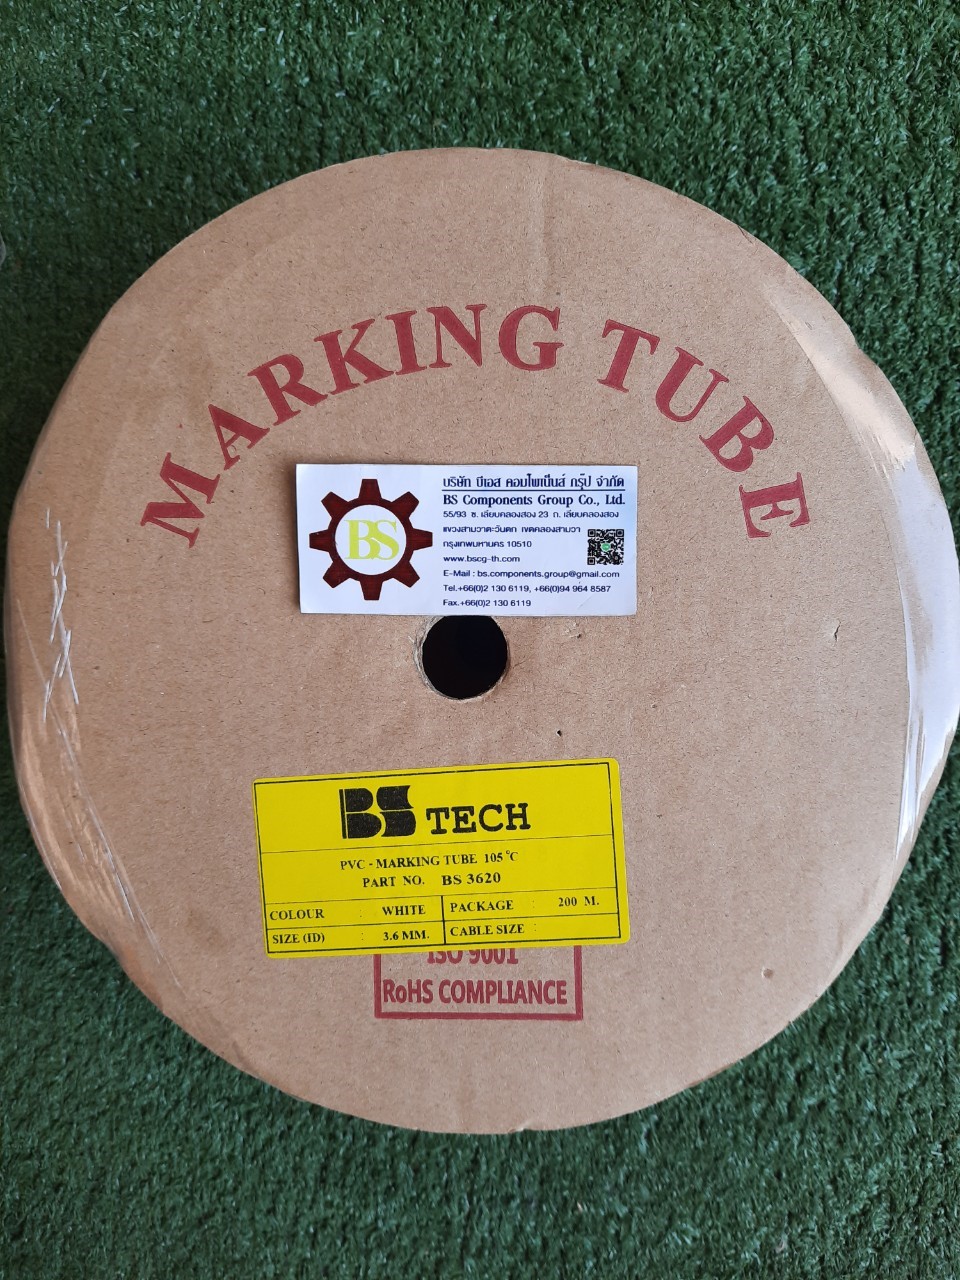 MARKING TUBE
BS
บริษัท บีเอส คอมโพเน้นส์ กรุ๊ป จำกัด
BS Components Group Co., Ltd.
55/93 ซ. เลียบคลองสอง 23 ถ. เลียบคลองสอง
แขวงสามวาตะวันตก เขตคลองสามวา
กรุงเทพมหานคร 10510
www.bscg-th.com
E-Mail : bs.components.group@gmail.com
Tel.+66(0)2 130 6119, +66(0)94 964 8587
Fax.+66(0)2 130 6119
BS TECH
PVC - MARKING TUBE 105 °C
PART NO. BS 3620
COLOUR : WHITE PACKAGE : 200 M.
SIZE (ID) : 3.6 MM. CABLE SIZE :
ISO 9001
RoHS COMPLIANCE